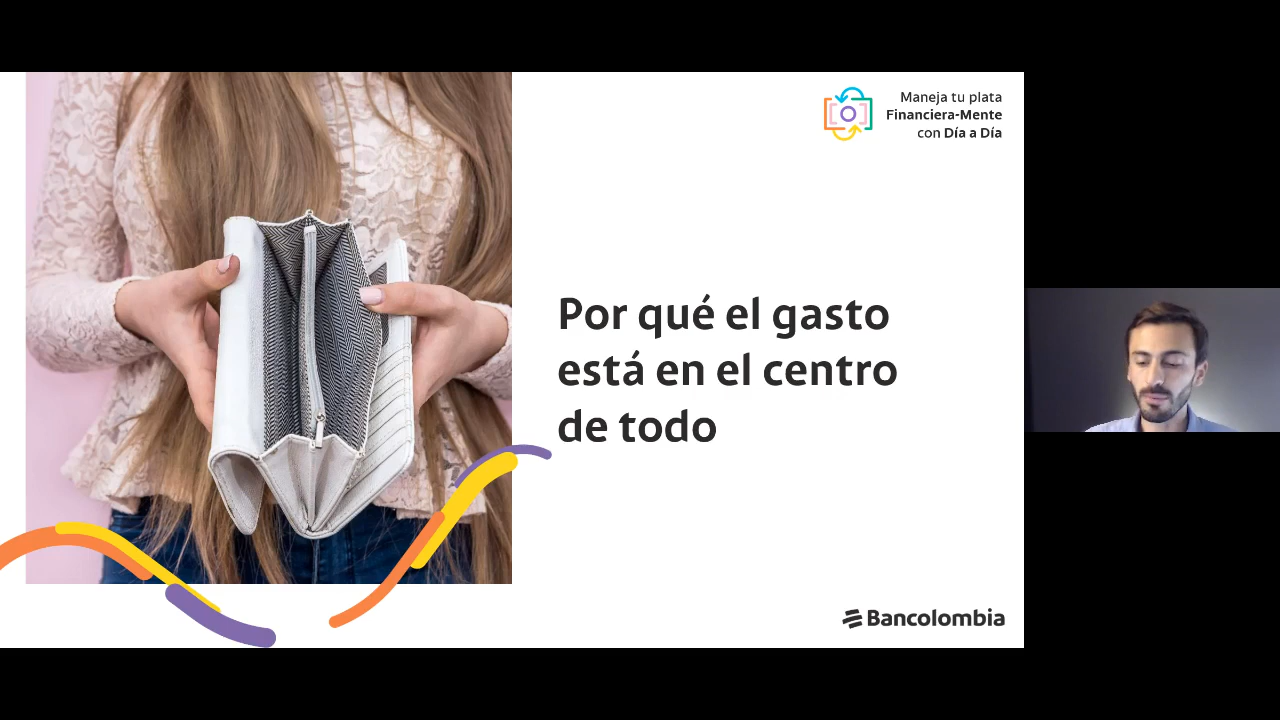 Maneja tu plata
Financiera-Mente
con Día a Día
Por qué el gasto
está en el centro
de todo
Bancolombia